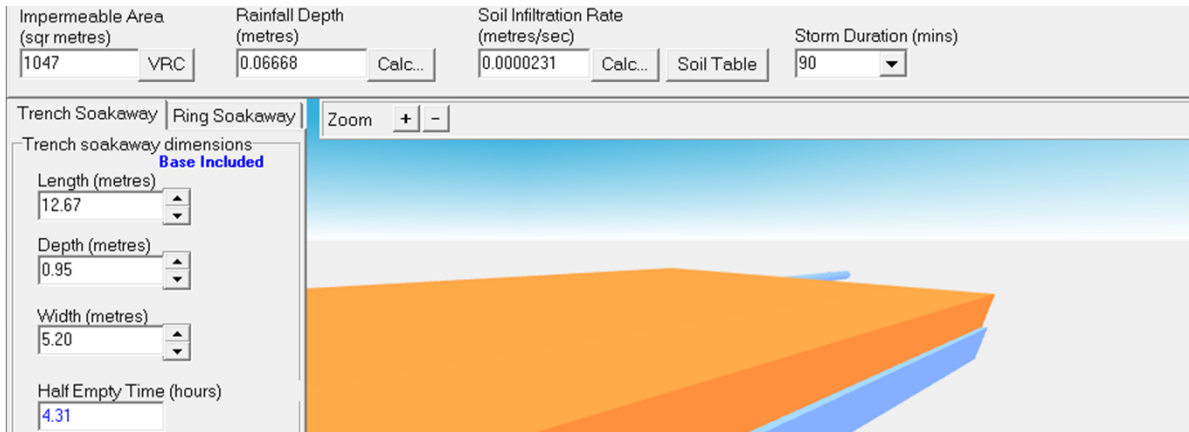 Impermeable Area
(sqr metres)
1047
VRC
Rainfall Depth
(metres)
0.06668
Calc...
Soil Infiltration Rate
(metres/sec)
0.0000231
Calc...
Soil Table
Storm Duration (mins)
90
Trench Soakaway
Ring Soakaway
Zoom
+
-
Trench soakaway dimensions
Base Included
Length (metres)
12.67
Depth (metres)
0.95
Width (metres)
5.20
Half Empty Time (hours)
4.31